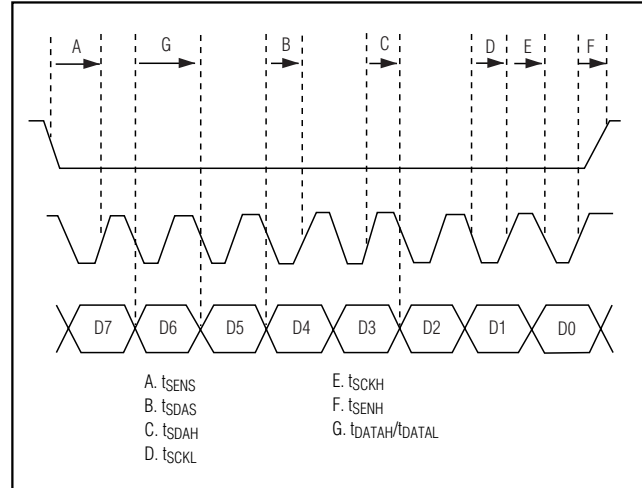 A G B C D E F
D7 D6 D5 D4 D3 D2 D1 D0
A. tSENS
B. tSDAS
C. tSDAH
D. tSCKL
E. tSCKH
F. tSENH
G. tDATAH/tDATAL